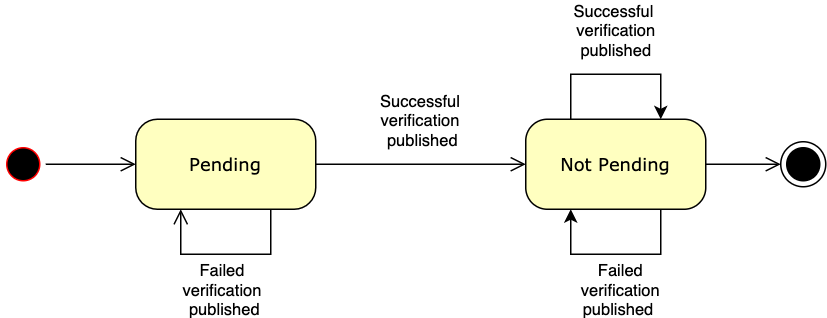 Successful
verification
published
Successful
verification
published
Pending
Not Pending
Failed
verification
published
Failed
verification
published